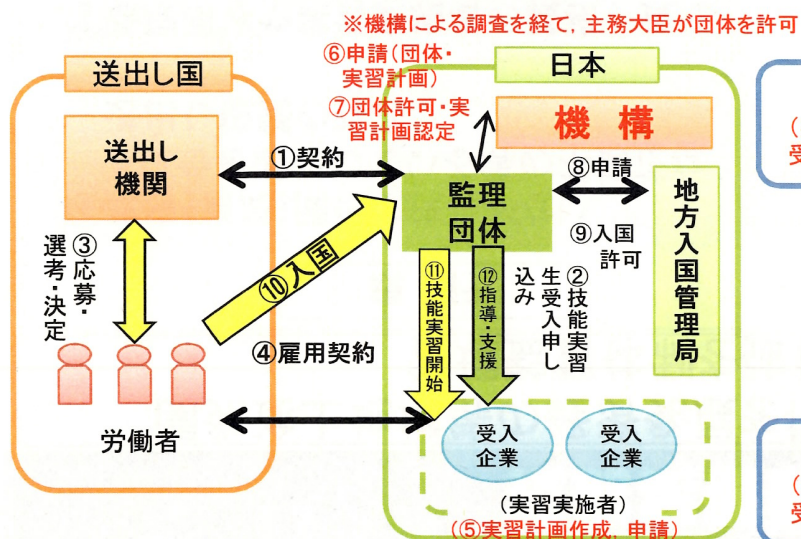 ※機構による調査を経て，主務大臣が団体を許可
送出し国
⑥申請(団体・
実習計画)
⑦団体許可・実
習計画認定
日本
機 構
送出し
機関
①契約
監理
団体
⑧申請
⑨入国
許可
地方入国管理局
③応募・
選考・決定
⑩入国
⑪技能実習開始
⑫指導・支援
②技能実習
生受入申し
込み
④雇用契約
労働者
受入
企業
受入
企業
(実習実施者)
(⑤実習計画作成，申請)
(
受
(
受